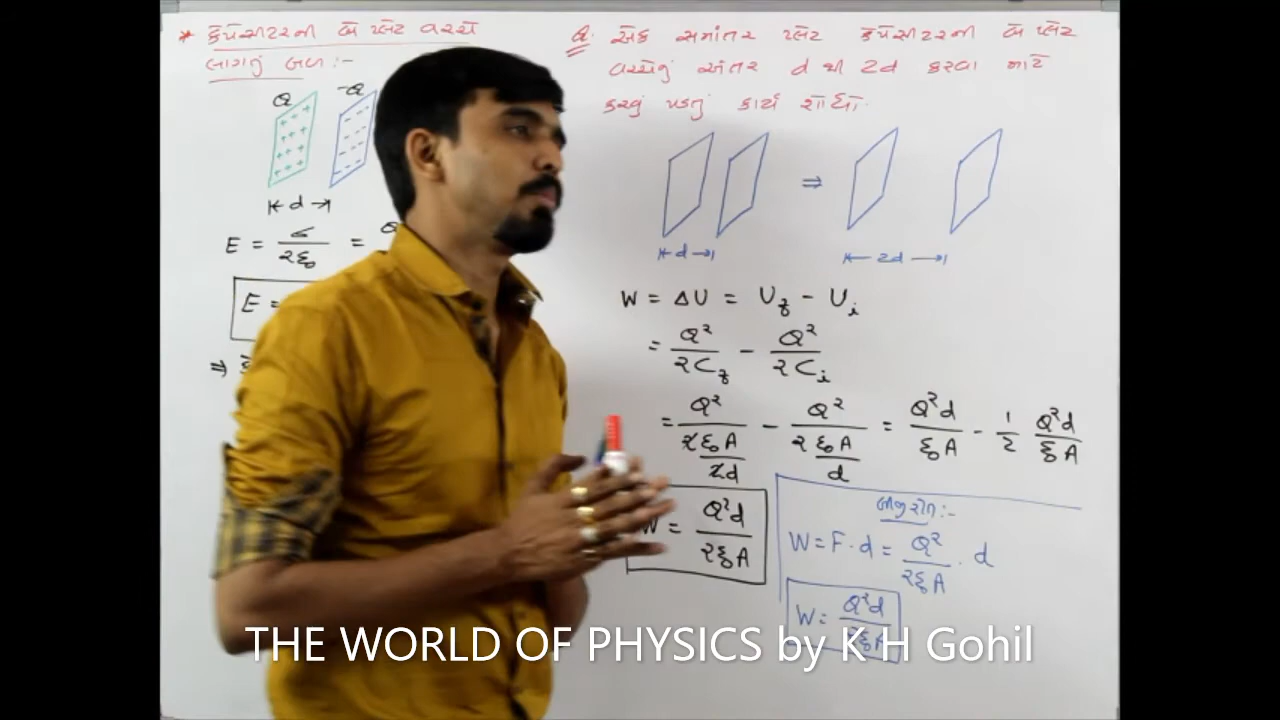 * કેપેસીટરની બે પ્લેટ વચ્ચે
લાગતું બળ:-
Q -Q
d
E = σ/2ε₀ = Q
E =
⇒
Q. એક સમાંતર પ્લેટ કેપેસીટરની બે પ્લેટ
વચ્ચેનું અંતર d થી 2d કરવા માટે
કરવું પડતું કાર્ય શોધો.
⇒
d 2d
W = ΔU = U_f - U_i
= Q²/2C_f - Q²/2C_i
= Q²/(2ε₀A/2d) - Q²/(2ε₀A/d) = Q²d/ε₀A - 1/2 Q²d/ε₀A
W = Q²d/2ε₀A
બીજી રીત:-
W = F·d = Q²/2ε₀A · d
W = Q²d/2ε₀A
THE WORLD OF PHYSICS by K H Gohil